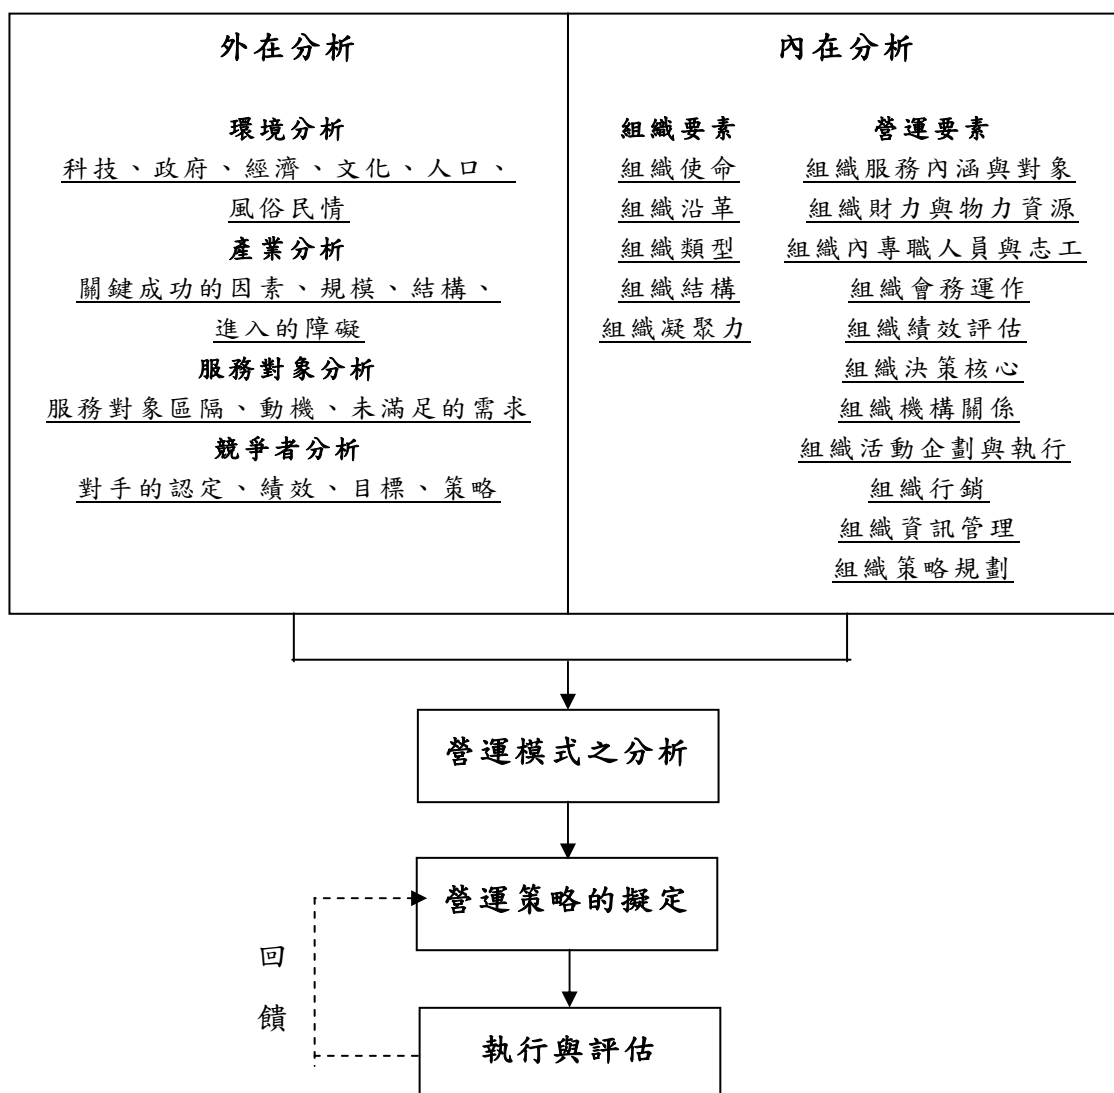 外在分析
環境分析
科技、政府、經濟、文化、人口、
風俗民情
產業分析
關鍵成功的因素、規模、結構、
進入的障礙
服務對象分析
服務對象區隔、動機、未滿足的需求
競爭者分析
對手的認定、績效、目標、策略
內在分析
組織要素
組織使命
組織沿革
組織類型
組織結構
組織凝聚力
營運要素
組織服務內涵與對象
組織財力與物力資源
組織內專職人員與志工
組織會務運作
組織績效評估
組織決策核心
組織機構關係
組織活動企劃與執行
組織行銷
組織資訊管理
組織策略規劃
營運模式之分析
營運策略的擬定
回
饋
執行與評估